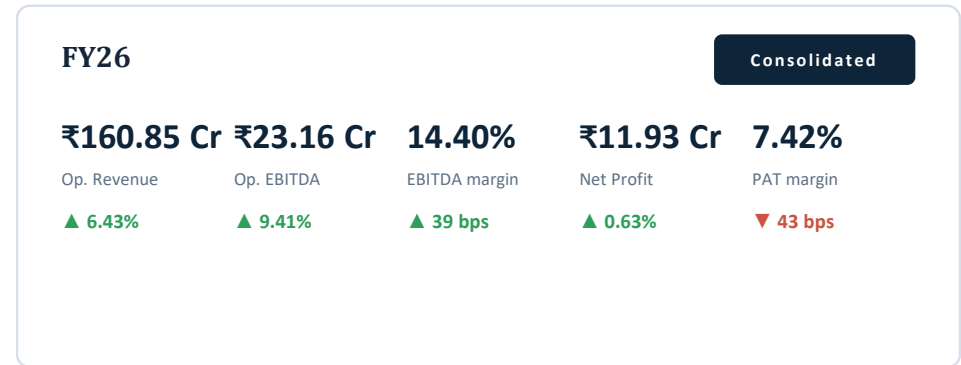 FY26
Consolidated
₹160.85 Cr ₹23.16 Cr 14.40% ₹11.93 Cr 7.42%
Op. Revenue Op. EBITDA EBITDA margin Net Profit PAT margin
▲ 6.43% ▲ 9.41% ▲ 39 bps ▲ 0.63% ▼ 43 bps